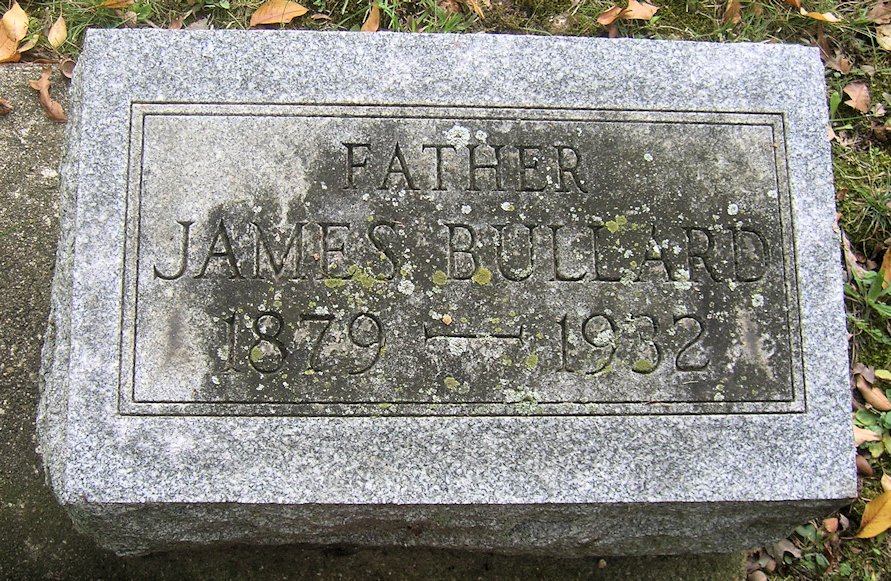 FATHER
JAMES BULLARD
1879 — 1932